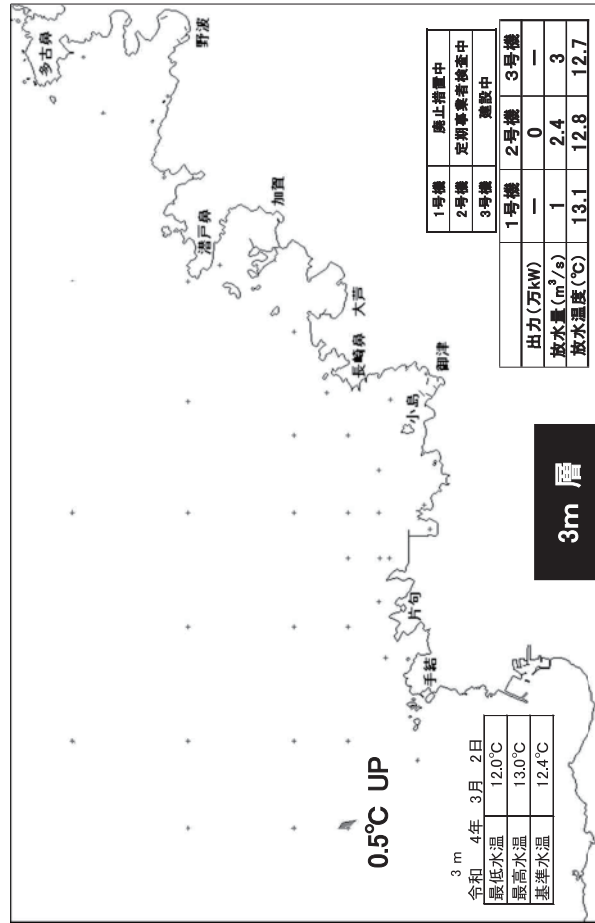 多古鼻
野波
潜戸鼻
加賀
大芦
長崎鼻
御津
小島
片句
手結
0.5℃ UP
3m 層
3 m
令和 4年 3月 2日
最低水温 12.0℃
最高水温 13.0℃
基準水温 12.4℃
1号機 廃止措置中
2号機 定期事業者検査中
3号機 建設中
1号機 2号機 3号機
出力(万kW) ー 0 ー
放水量(m³/s) 1 2.4 3
放水温度(℃) 13.1 12.8 12.7